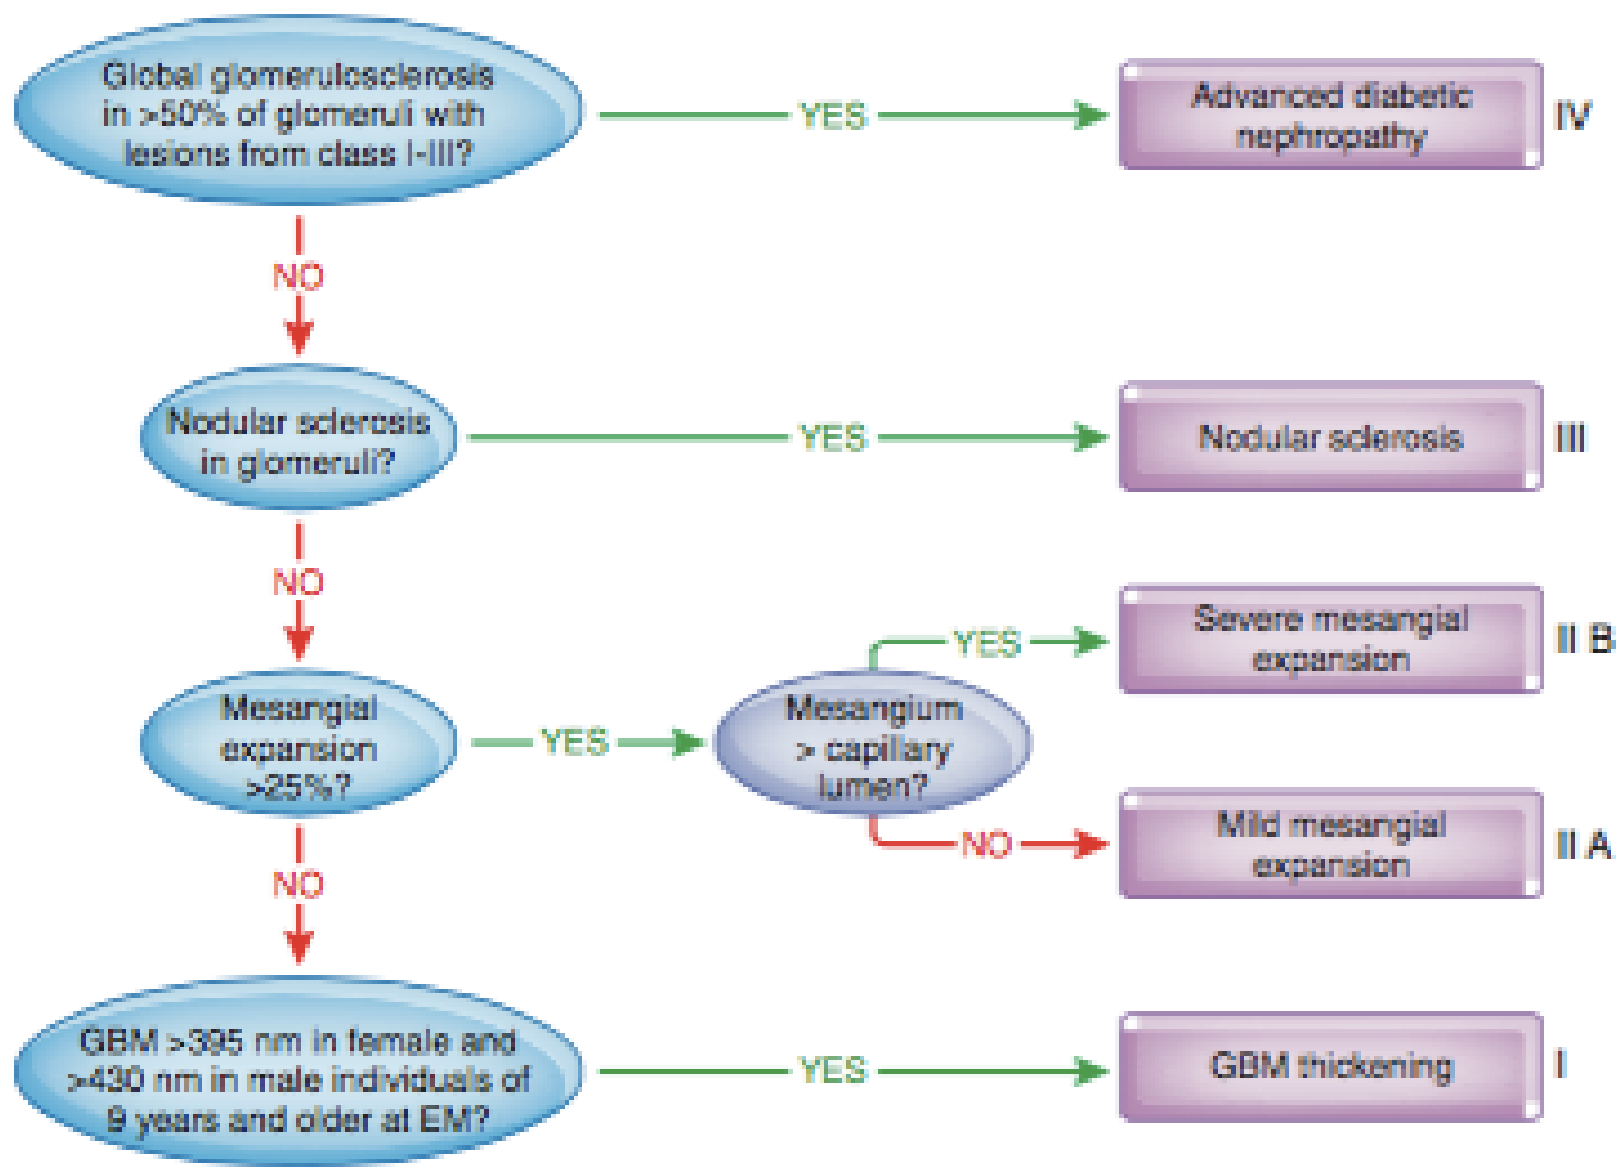 Global glomerulosclerosis
in >50% of glomeruli with
lesions from class I-III?
YES
Advanced diabetic
nephropathy
IV
NO
Nodular sclerosis
in glomeruli?
YES
Nodular sclerosis
III
NO
Mesangial
expansion
>25%?
YES
Mesangium
> capillary
lumen?
YES
Severe mesangial
expansion
II B
NO
Mild mesangial
expansion
II A
NO
GBM >395 nm in female and
>430 nm in male individuals of
9 years and older at EM?
YES
GBM thickening
I